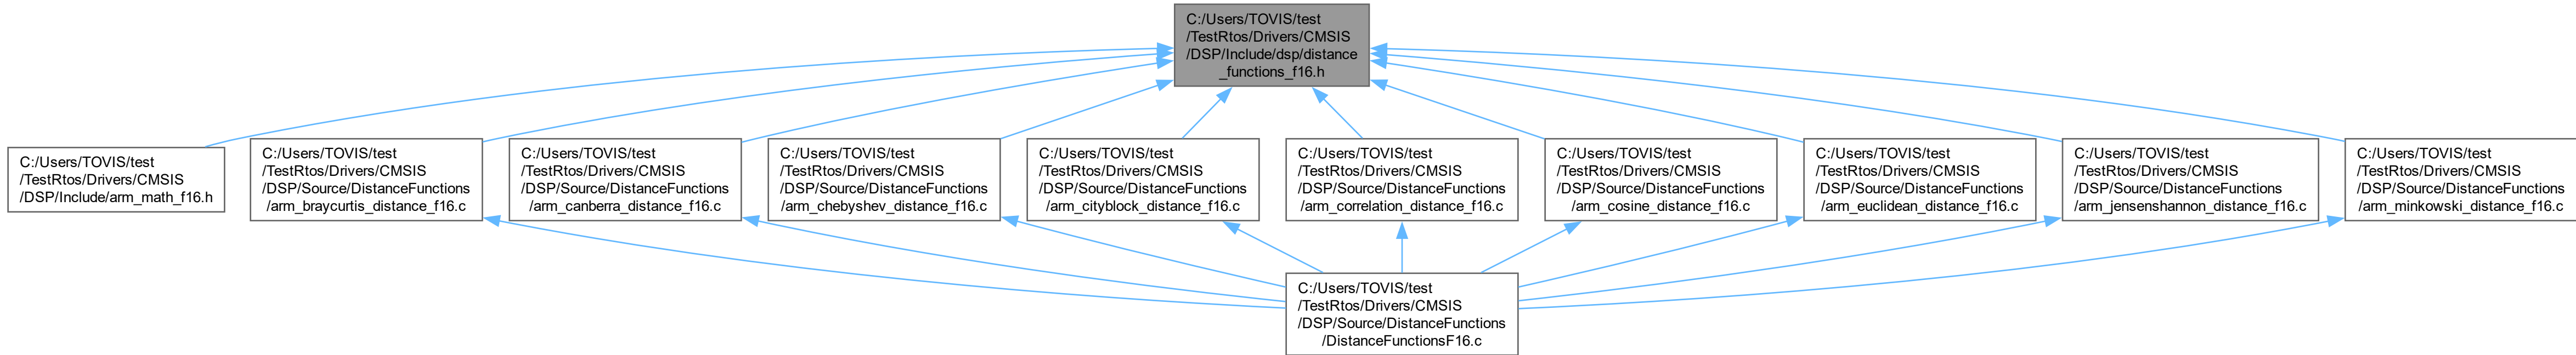 C:/Users/TOVIS/test
/TestRtos/Drivers/CMSIS
/DSP/Include/dsp/distance
_functions_f16.h
C:/Users/TOVIS/test
/TestRtos/Drivers/CMSIS
/DSP/Include/arm_math_f16.h
C:/Users/TOVIS/test
/TestRtos/Drivers/CMSIS
/DSP/Source/DistanceFunctions
/arm_braycurtis_distance_f16.c
C:/Users/TOVIS/test
/TestRtos/Drivers/CMSIS
/DSP/Source/DistanceFunctions
/arm_canberra_distance_f16.c
C:/Users/TOVIS/test
/TestRtos/Drivers/CMSIS
/DSP/Source/DistanceFunctions
/arm_chebyshev_distance_f16.c
C:/Users/TOVIS/test
/TestRtos/Drivers/CMSIS
/DSP/Source/DistanceFunctions
/arm_cityblock_distance_f16.c
C:/Users/TOVIS/test
/TestRtos/Drivers/CMSIS
/DSP/Source/DistanceFunctions
/arm_correlation_distance_f16.c
C:/Users/TOVIS/test
/TestRtos/Drivers/CMSIS
/DSP/Source/DistanceFunctions
/arm_cosine_distance_f16.c
C:/Users/TOVIS/test
/TestRtos/Drivers/CMSIS
/DSP/Source/DistanceFunctions
/arm_euclidean_distance_f16.c
C:/Users/TOVIS/test
/TestRtos/Drivers/CMSIS
/DSP/Source/DistanceFunctions
/arm_jensenshannon_distance_f16.c
C:/Users/TOVIS/test
/TestRtos/Drivers/CMSIS
/DSP/Source/DistanceFunctions
/arm_minkowski_distance_f16.c
C:/Users/TOVIS/test
/TestRtos/Drivers/CMSIS
/DSP/Source/DistanceFunctions
/DistanceFunctionsF16.c